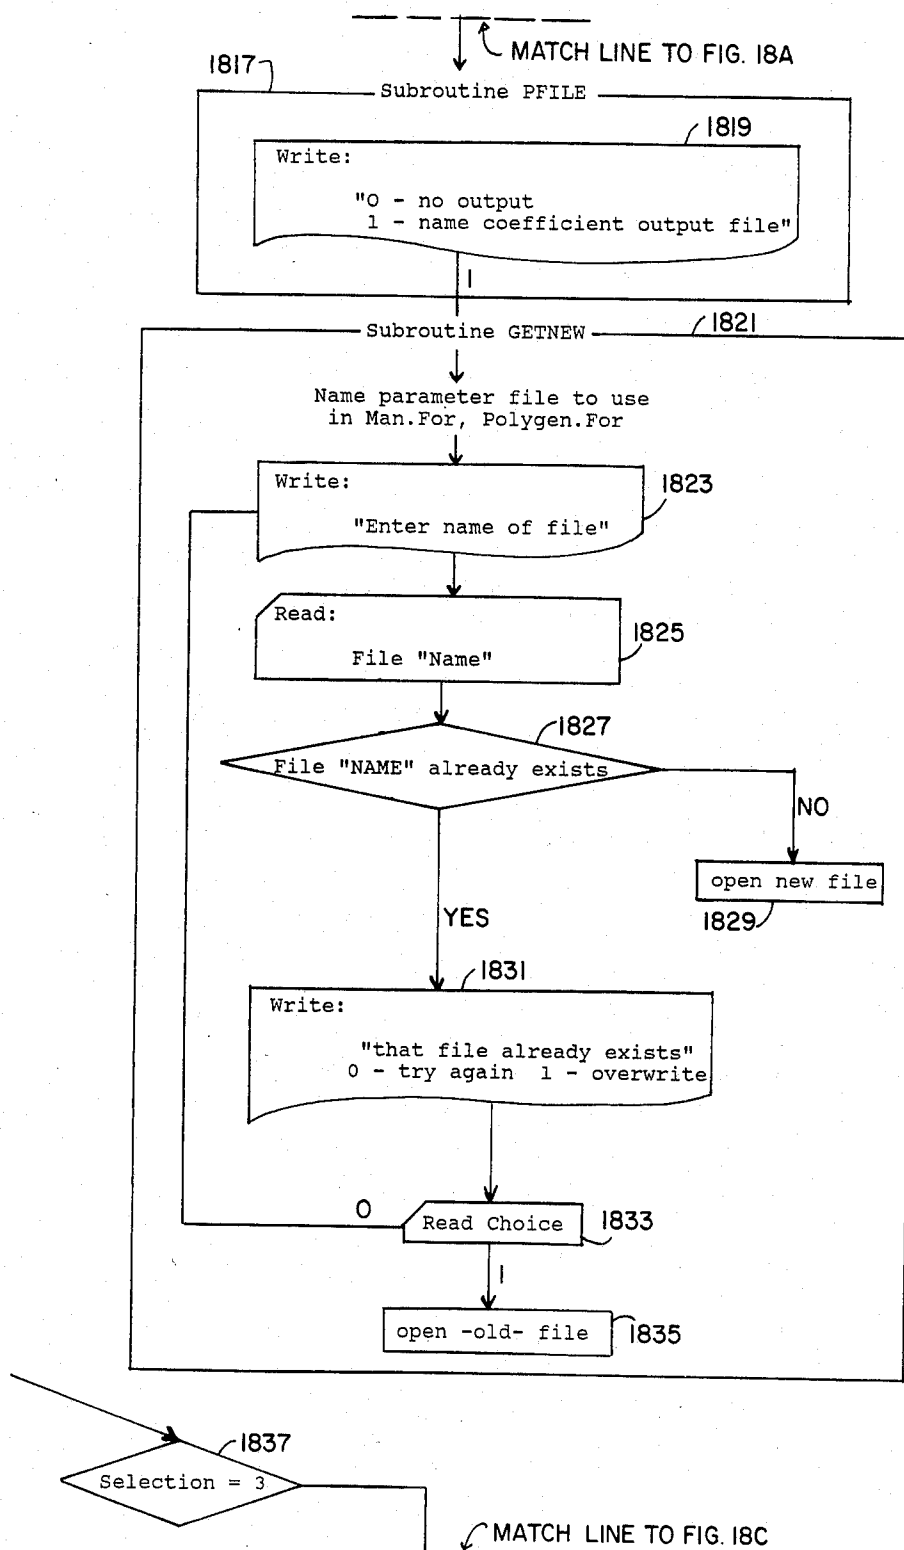 MATCH LINE TO FIG. 18A
1817
Subroutine PFILE
1819
Write:
"0 - no output
1 - name coefficient output file"
1
Subroutine GETNEW
1821
Name parameter file to use
in Man.For, Polygen.For
Write:
1823
"Enter name of file"
Read:
1825
File "Name"
1827
File "NAME" already exists
NO
open new file
1829
YES
1831
Write:
"that file already exists"
0 - try again 1 - overwrite
0
Read Choice
1833
1
open -old- file
1835
1837
Selection = 3
MATCH LINE TO FIG. 18C